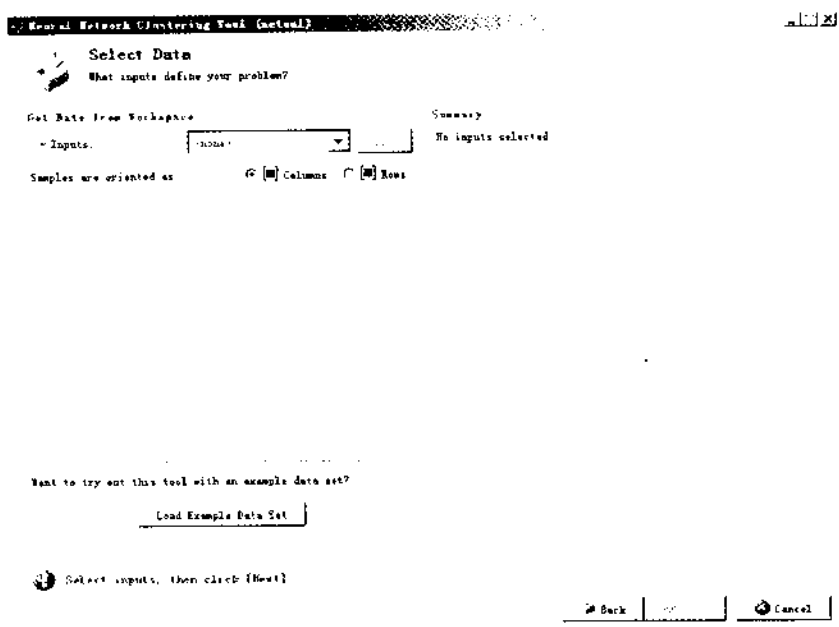 Neural Network Clustering Tool (nctool)
Select Data
What inputs define your problem?
Get Data from Workspace
Inputs:
(none)
...
Samples are oriented as
Columns
Rows
Summary
No inputs selected
Want to try out this tool with an example data set?
Load Example Data Set
Select inputs, then click [Next]
Back
Cancel